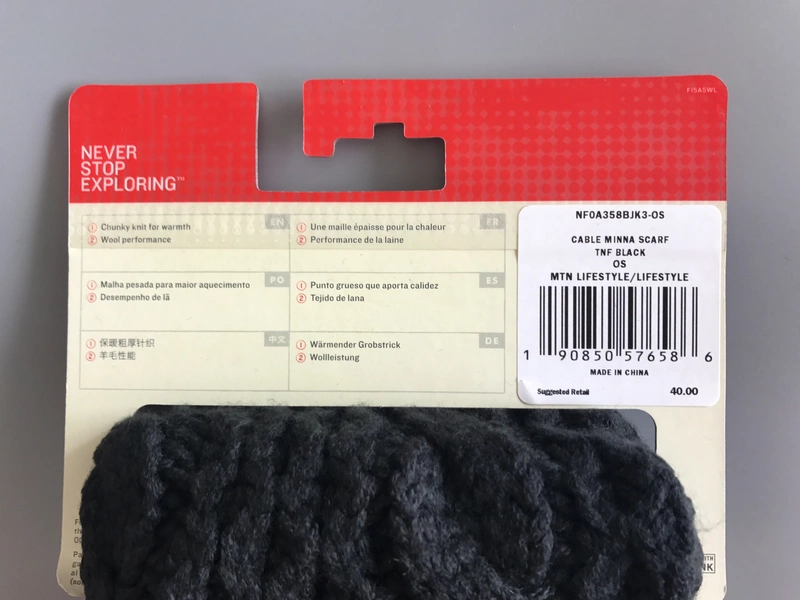 FI5A5WL
NEVER
STOP
EXPLORING™
EN
① Chunky knit for warmth
② Wool performance
FR
① Une maille épaisse pour la chaleur
② Performance de la laine
PO
① Malha pesada para maior aquecimento
② Desempenho de lã
ES
① Punto grueso que aporta calidez
② Tejido de lana
中文
① 保暖粗厚针织
② 羊毛性能
DE
① Wärmender Grobstrick
② Wollleistung
NF0A358BJK3-OS
CABLE MINNA SCARF
TNF BLACK
OS
MTN LIFESTYLE/LIFESTYLE
1 90850 57658 6
MADE IN CHINA
Suggested Retail 40.00